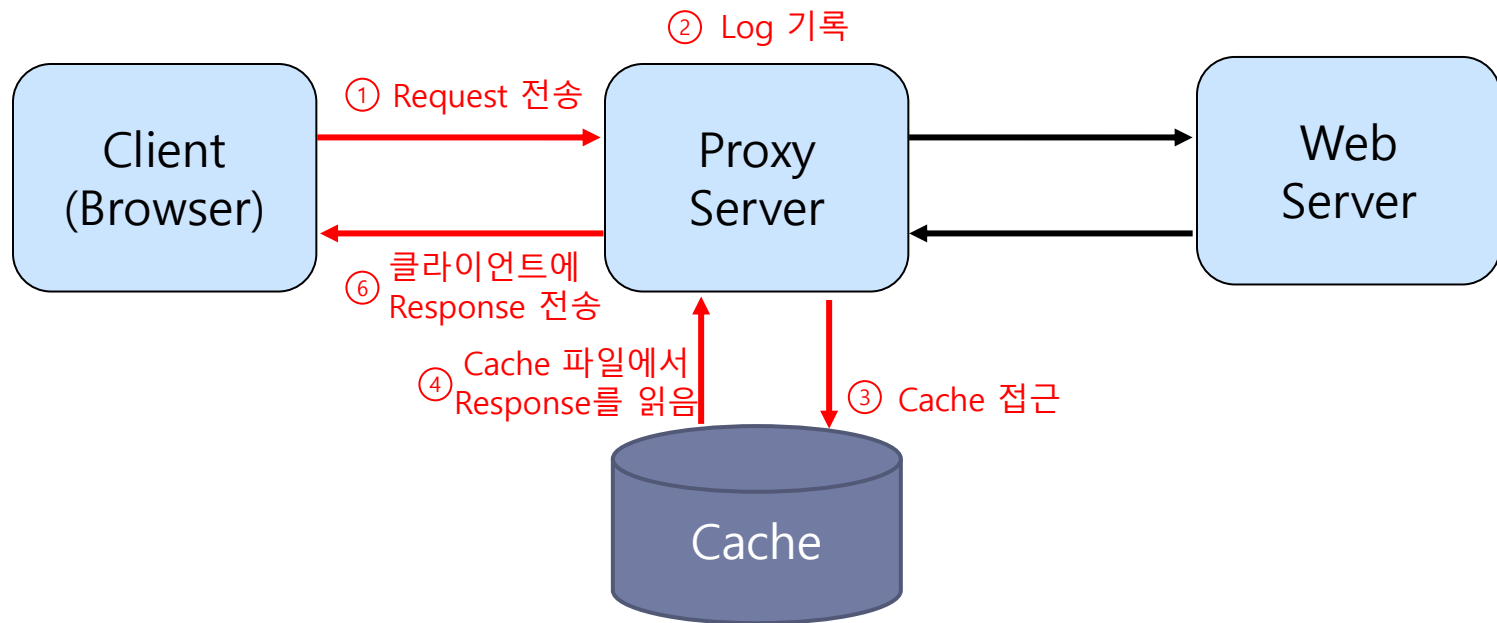 ② Log 기록
① Request 전송
Client
(Browser)
Proxy
Server
Web
Server
⑥ 클라이언트에
Response 전송
④ Cache 파일에서
Response를 읽음
③ Cache 접근
Cache